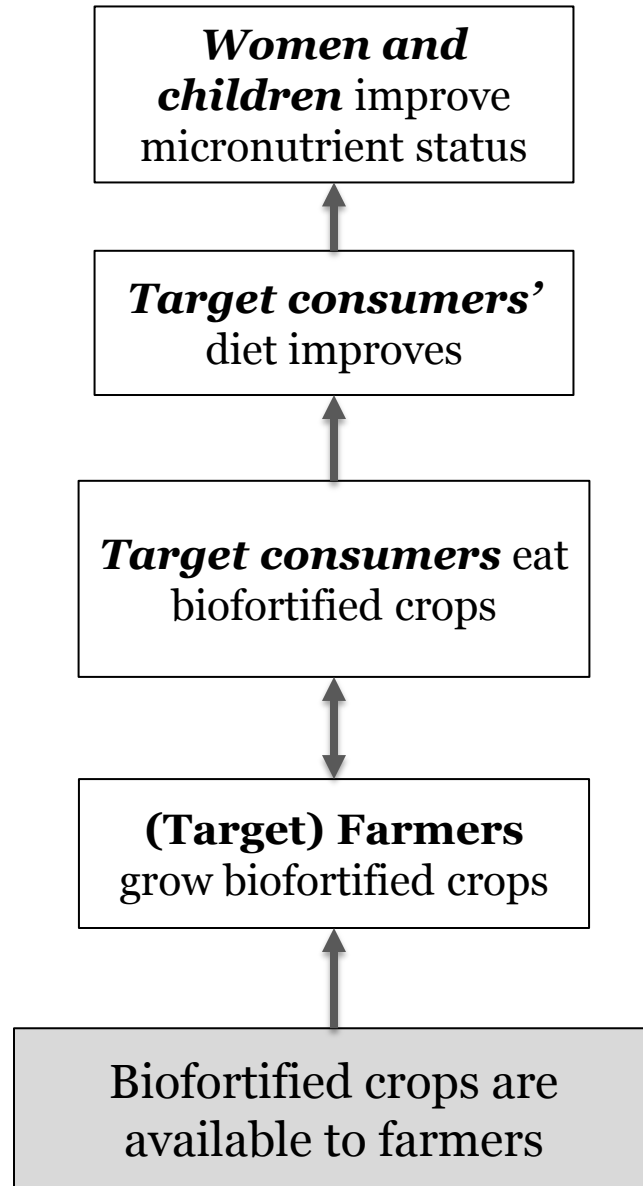 Women and
children improve
micronutrient status
Target consumers’
diet improves
Target consumers eat
biofortified crops
(Target) Farmers
grow biofortified crops
Biofortified crops are
available to farmers